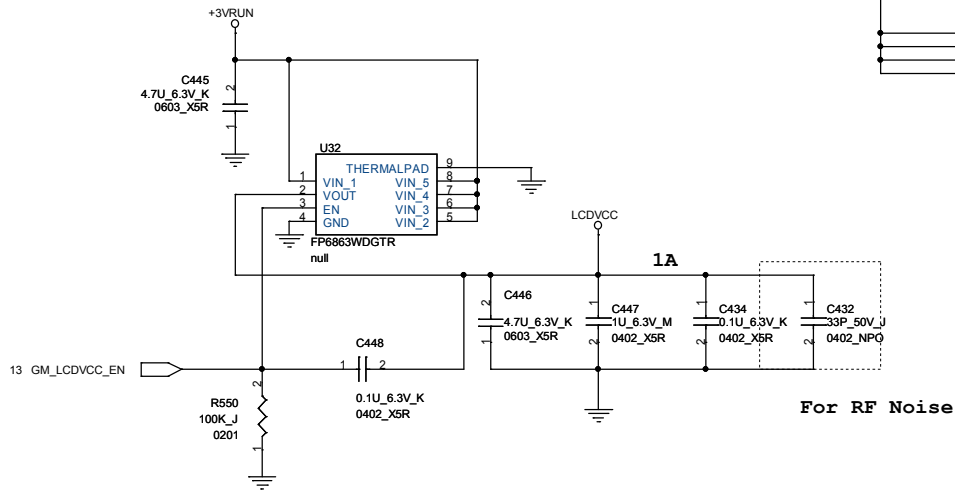 +3VRUN
C445
4.7U_6.3V_K
0603_X5R
2
1
U32
THERMALPAD 9
1 VIN_1 VIN_5 8
2 VOUT VIN_4 7
3 EN VIN_3 6
4 GND VIN_2 5
FP6863WDGTR
null
LCDVCC
1A
C446
4.7U_6.3V_K
0603_X5R
2
1
C447
1U_6.3V_M
0402_X5R
1
2
C434
0.1U_6.3V_K
0402_X5R
1
2
C432
33P_50V_J
0402_NPO
1
2
C448
1 2
0.1U_6.3V_K
0402_X5R
13 GM_LCDVCC_EN
R550
100K_J
0201
2
1
For RF Noise